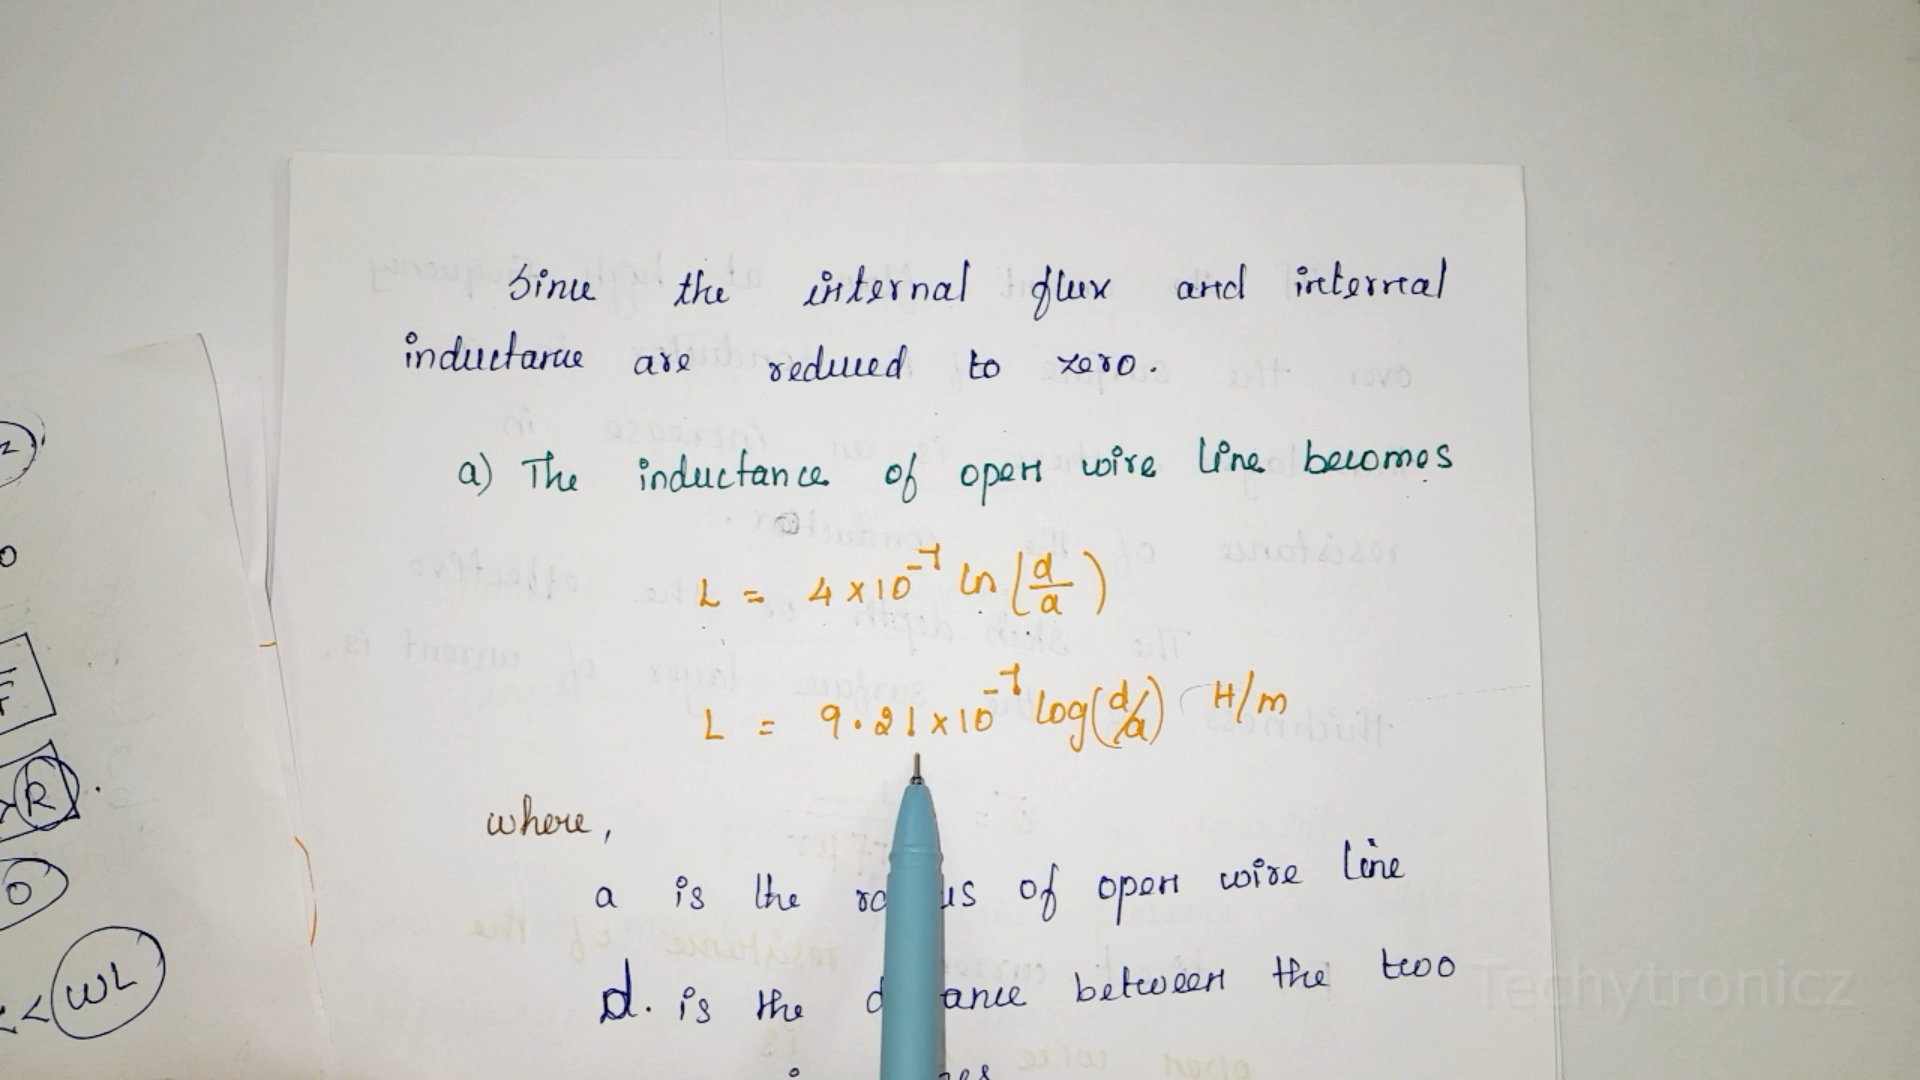 Since the internal flux and internal
inductance are reduced to zero.
a) The inductance of open wire line becomes
L = 4 × 10⁻⁷ ln (d/a)
L = 9.21 × 10⁻⁷ log(d/a) H/m
where,
a is the of open wire line
d. is the between the two
R
0
< WL
Techytronicz